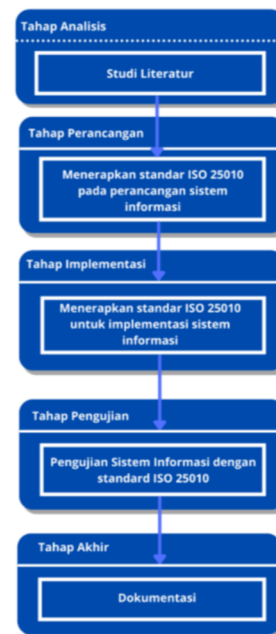 Tahap Analisis
Studi Literatur
Tahap Perancangan
Menerapkan standar ISO 25010
pada perancangan sistem
informasi
Tahap Implementasi
Menerapkan standar ISO 25010
untuk implementasi sistem
informasi
Tahap Pengujian
Pengujian Sistem Informasi dengan
standard ISO 25010
Tahap Akhir
Dokumentasi